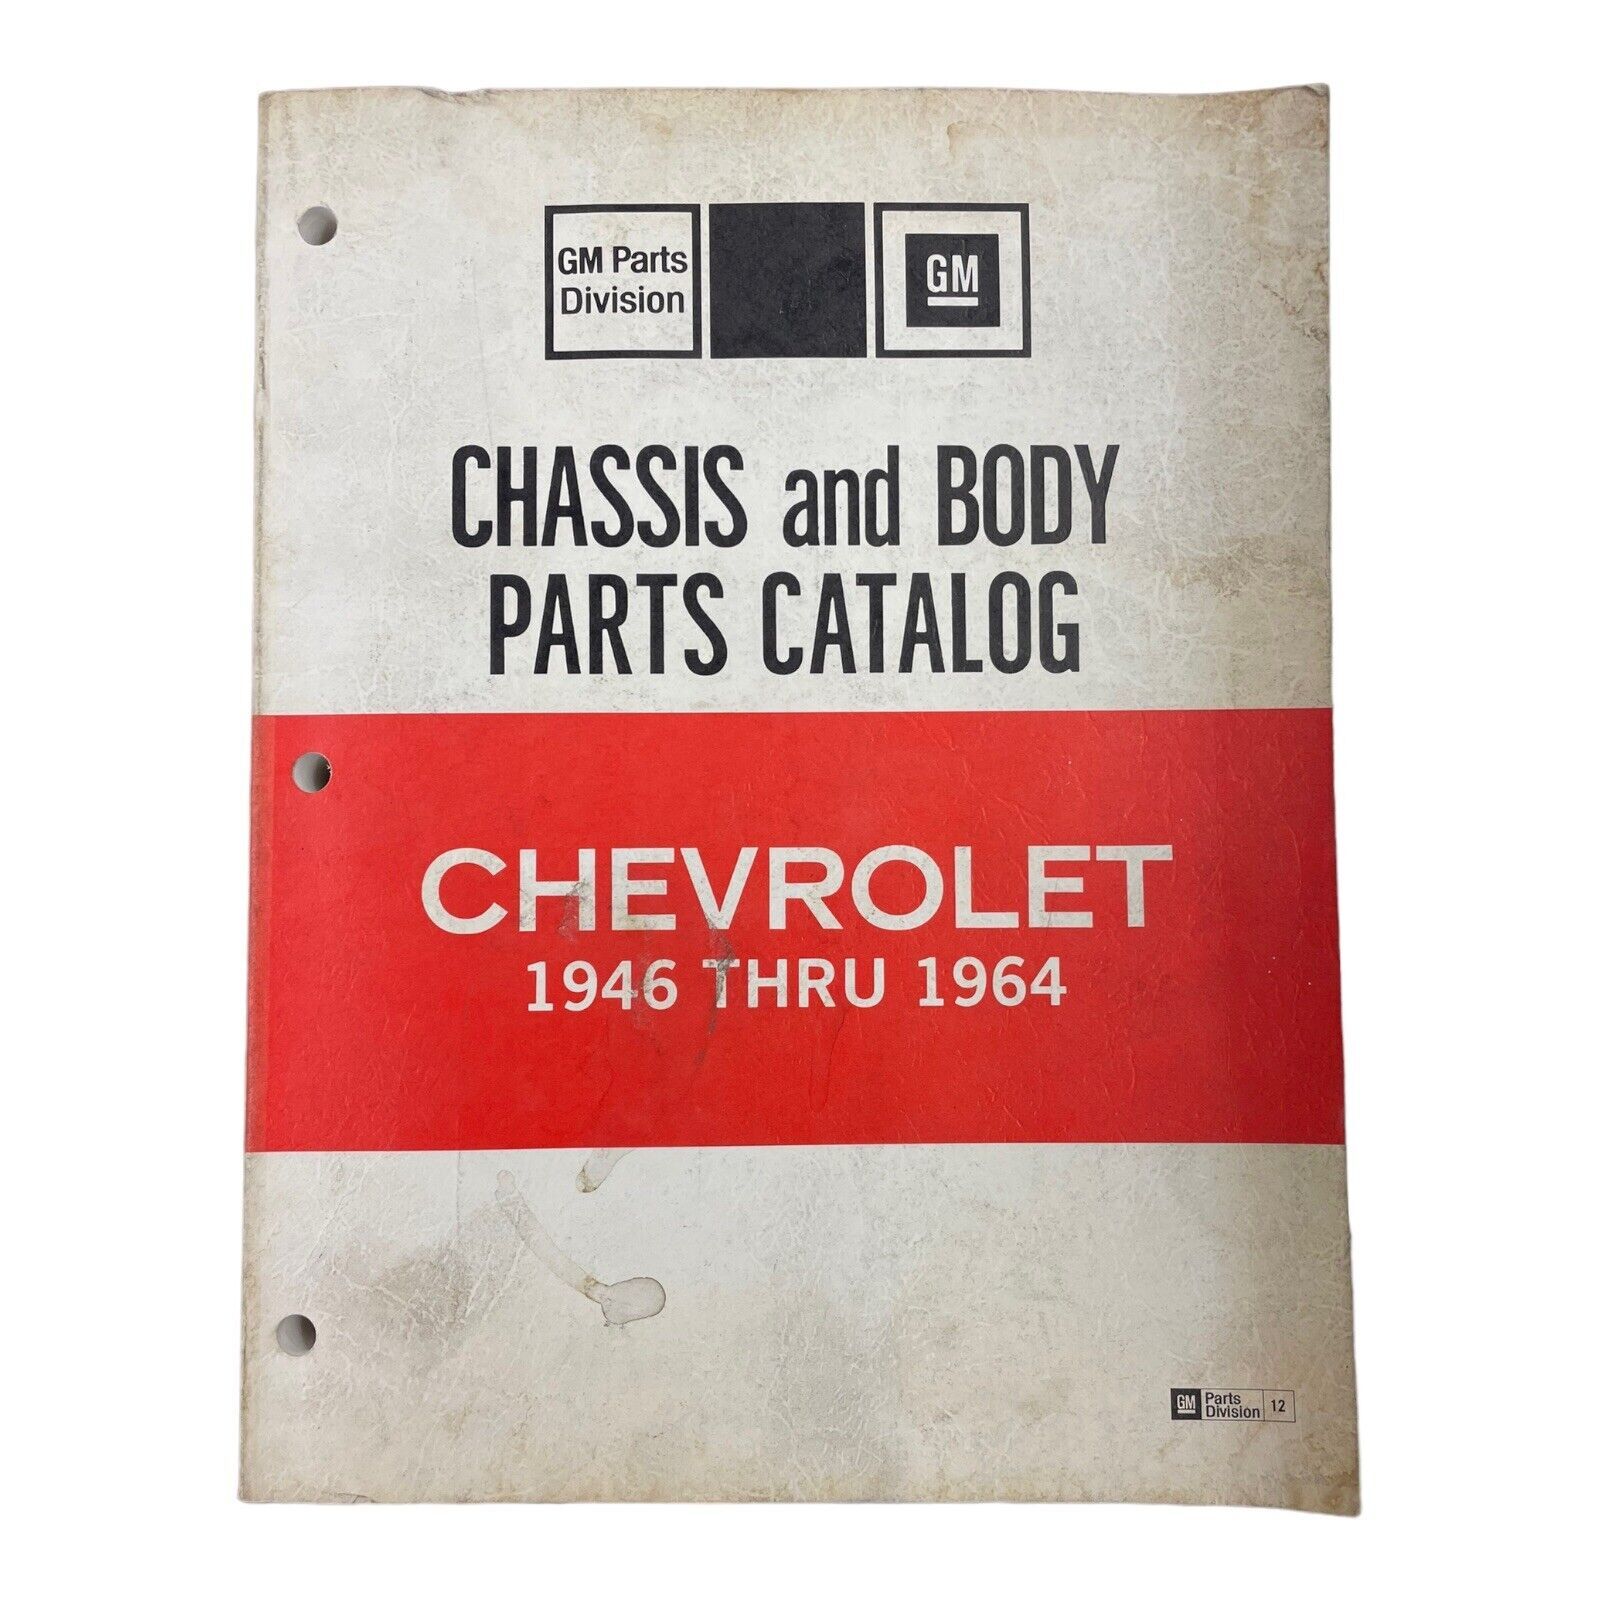 GM Parts
Division
GM
CHASSIS and BODY
PARTS CATALOG
CHEVROLET
1946 THRU 1964
GM
Parts
Division
12